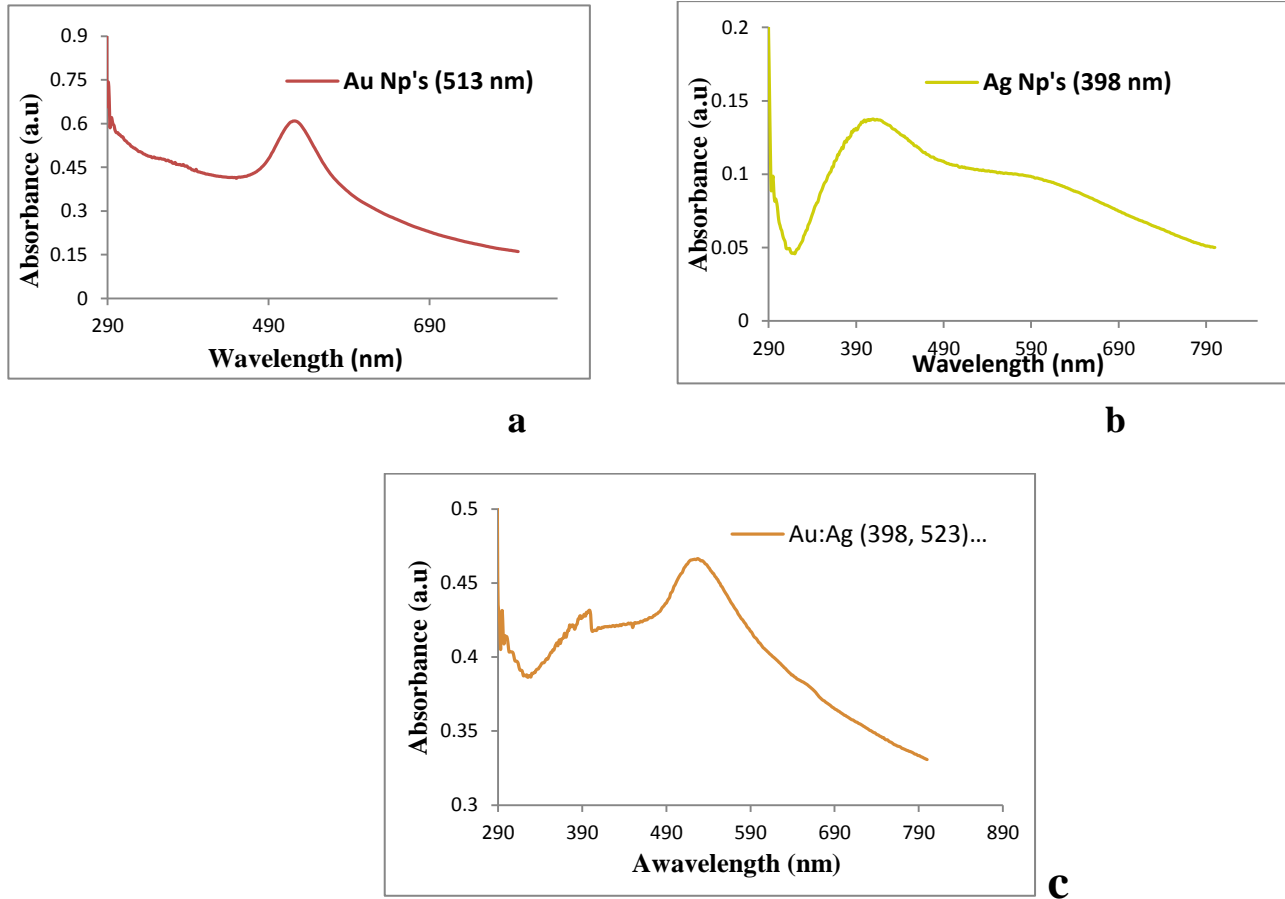 0.9
0.75
0.6
0.45
0.3
0.15
0
Absorbance (a.u)
Au Np's (513 nm)
290 490 690
Wavelength (nm)
a
0.2
0.15
0.1
0.05
0
Absorbance (a.u)
Ag Np's (398 nm)
290 390 490 590 690 790
Wavelength (nm)
b
0.5
0.45
0.4
0.35
0.3
Absorbance (a.u)
Au:Ag (398, 523)...
290 390 490 590 690 790 890
Awavelength (nm)
c